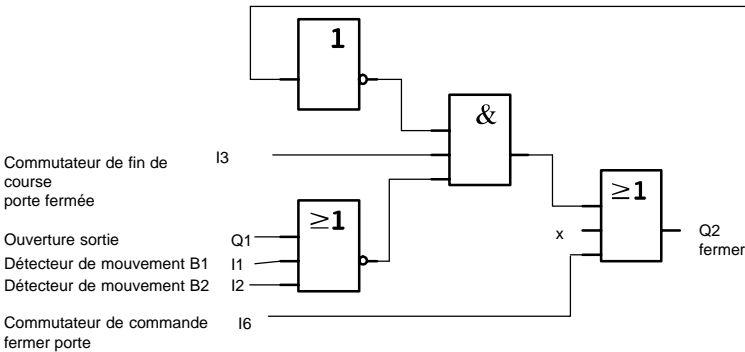 1
&
Commutateur de fin de
course
porte fermée
I3
≥1
≥1
Ouverture sortie Q1
x
Q2
fermer
Détecteur de mouvement B1 I1
Détecteur de mouvement B2 I2
Commutateur de commande
fermer porte
I6